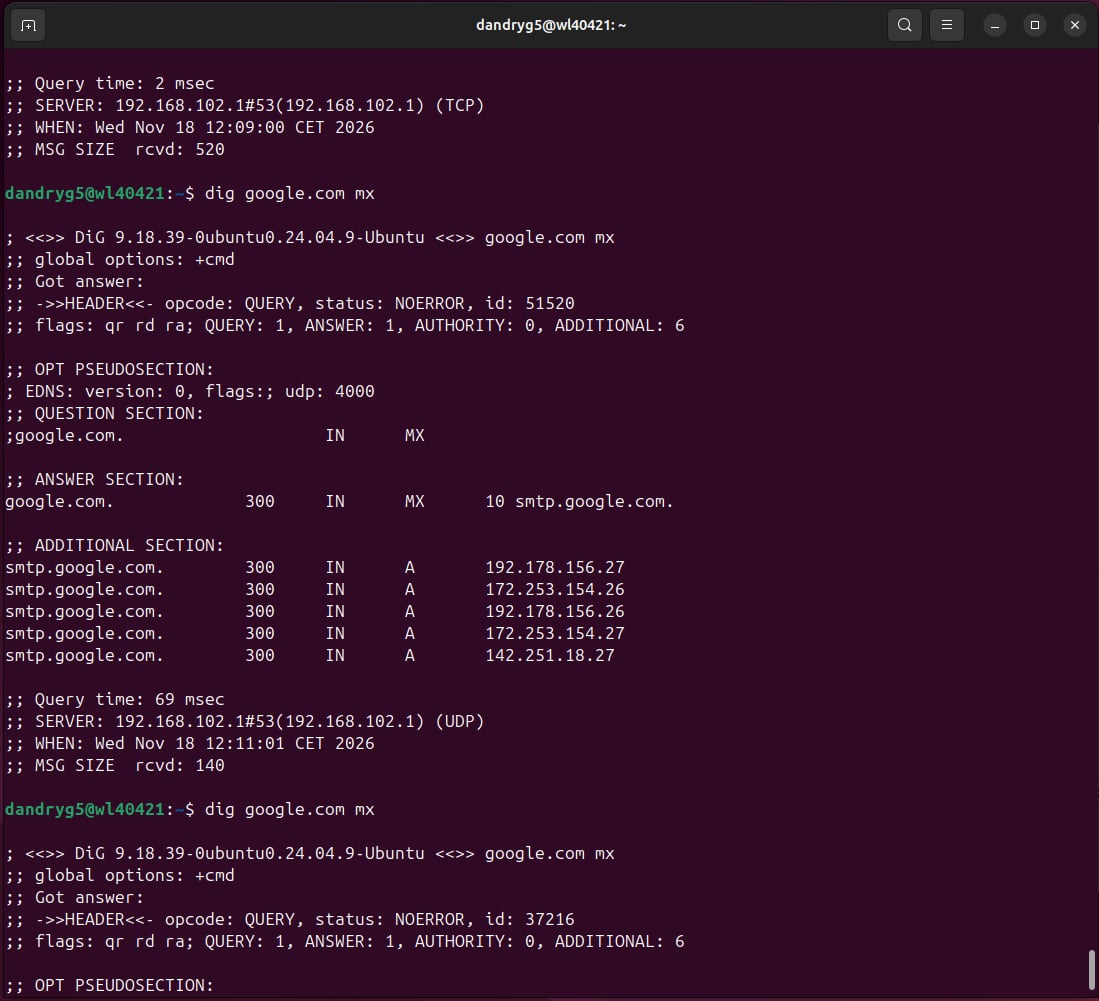 dandryg5@wl40421: ~
;; Query time: 2 msec
;; SERVER: 192.168.102.1#53(192.168.102.1) (TCP)
;; WHEN: Wed Nov 18 12:09:00 CET 2026
;; MSG SIZE  rcvd: 520
dandryg5@wl40421:~$ dig google.com mx
; <<>> DiG 9.18.39-0ubuntu0.24.04.9-Ubuntu <<>> google.com mx
;; global options: +cmd
;; Got answer:
;; ->>HEADER<<- opcode: QUERY, status: NOERROR, id: 51520
;; flags: qr rd ra; QUERY: 1, ANSWER: 1, AUTHORITY: 0, ADDITIONAL: 6
;; OPT PSEUDOSECTION:
; EDNS: version: 0, flags:; udp: 4000
;; QUESTION SECTION:
;google.com.			IN	MX
;; ANSWER SECTION:
google.com.		300	IN	MX	10 smtp.google.com.
;; ADDITIONAL SECTION:
smtp.google.com.	300	IN	A	192.178.156.27
smtp.google.com.	300	IN	A	172.253.154.26
smtp.google.com.	300	IN	A	192.178.156.26
smtp.google.com.	300	IN	A	172.253.154.27
smtp.google.com.	300	IN	A	142.251.18.27
;; Query time: 69 msec
;; SERVER: 192.168.102.1#53(192.168.102.1) (UDP)
;; WHEN: Wed Nov 18 12:11:01 CET 2026
;; MSG SIZE  rcvd: 140
dandryg5@wl40421:~$ dig google.com mx
; <<>> DiG 9.18.39-0ubuntu0.24.04.9-Ubuntu <<>> google.com mx
;; global options: +cmd
;; Got answer:
;; ->>HEADER<<- opcode: QUERY, status: NOERROR, id: 37216
;; flags: qr rd ra; QUERY: 1, ANSWER: 1, AUTHORITY: 0, ADDITIONAL: 6
;; OPT PSEUDOSECTION: